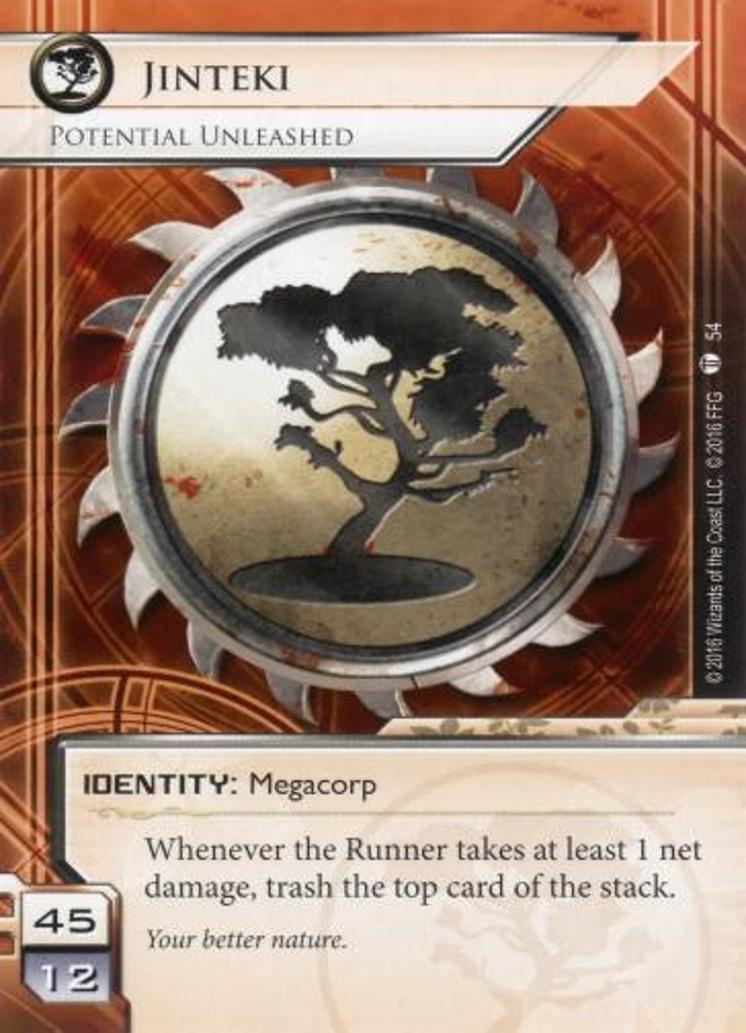 JINTEKI
POTENTIAL UNLEASHED
© 2016 Wizards of the Coast LLC. © 2016 FFG 54
IDENTITY: Megacorp
Whenever the Runner takes at least 1 net
damage, trash the top card of the stack.
Your better nature.
45
12